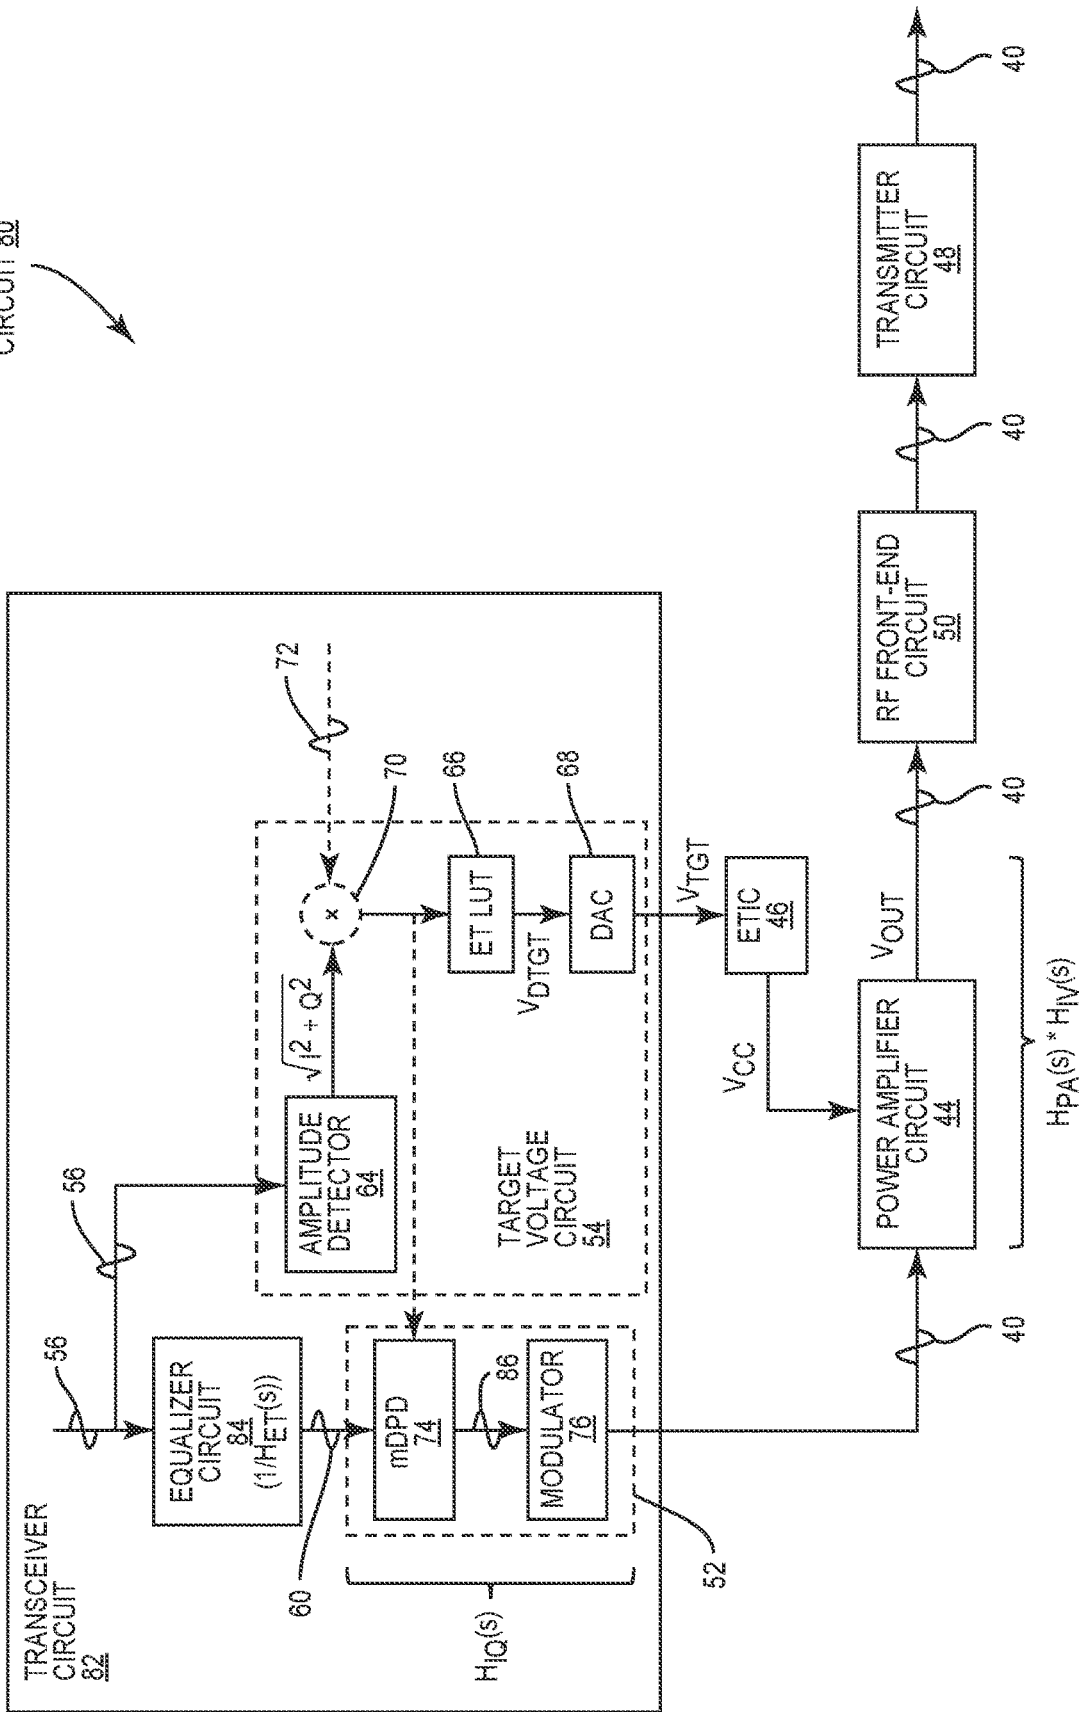 CIRCUIT 80
TRANSCEIVER
CIRCUIT
82
56
56
EQUALIZER
CIRCUIT
84
(1/HET(s))
60
mDPD
74
86
MODULATOR
76
HIQ(s)
52
AMPLITUDE
DETECTOR
64
√I2 + Q2
×
70
72
ET LUT
66
VDTGT
DAC
68
TARGET
VOLTAGE
CIRCUIT
54
VTGT
ETIC
46
VCC
40
POWER AMPLIFIER
CIRCUIT
44
HPA(s) * HIV(s)
VOUT
40
RF FRONT-END
CIRCUIT
50
40
TRANSMITTER
CIRCUIT
48
40